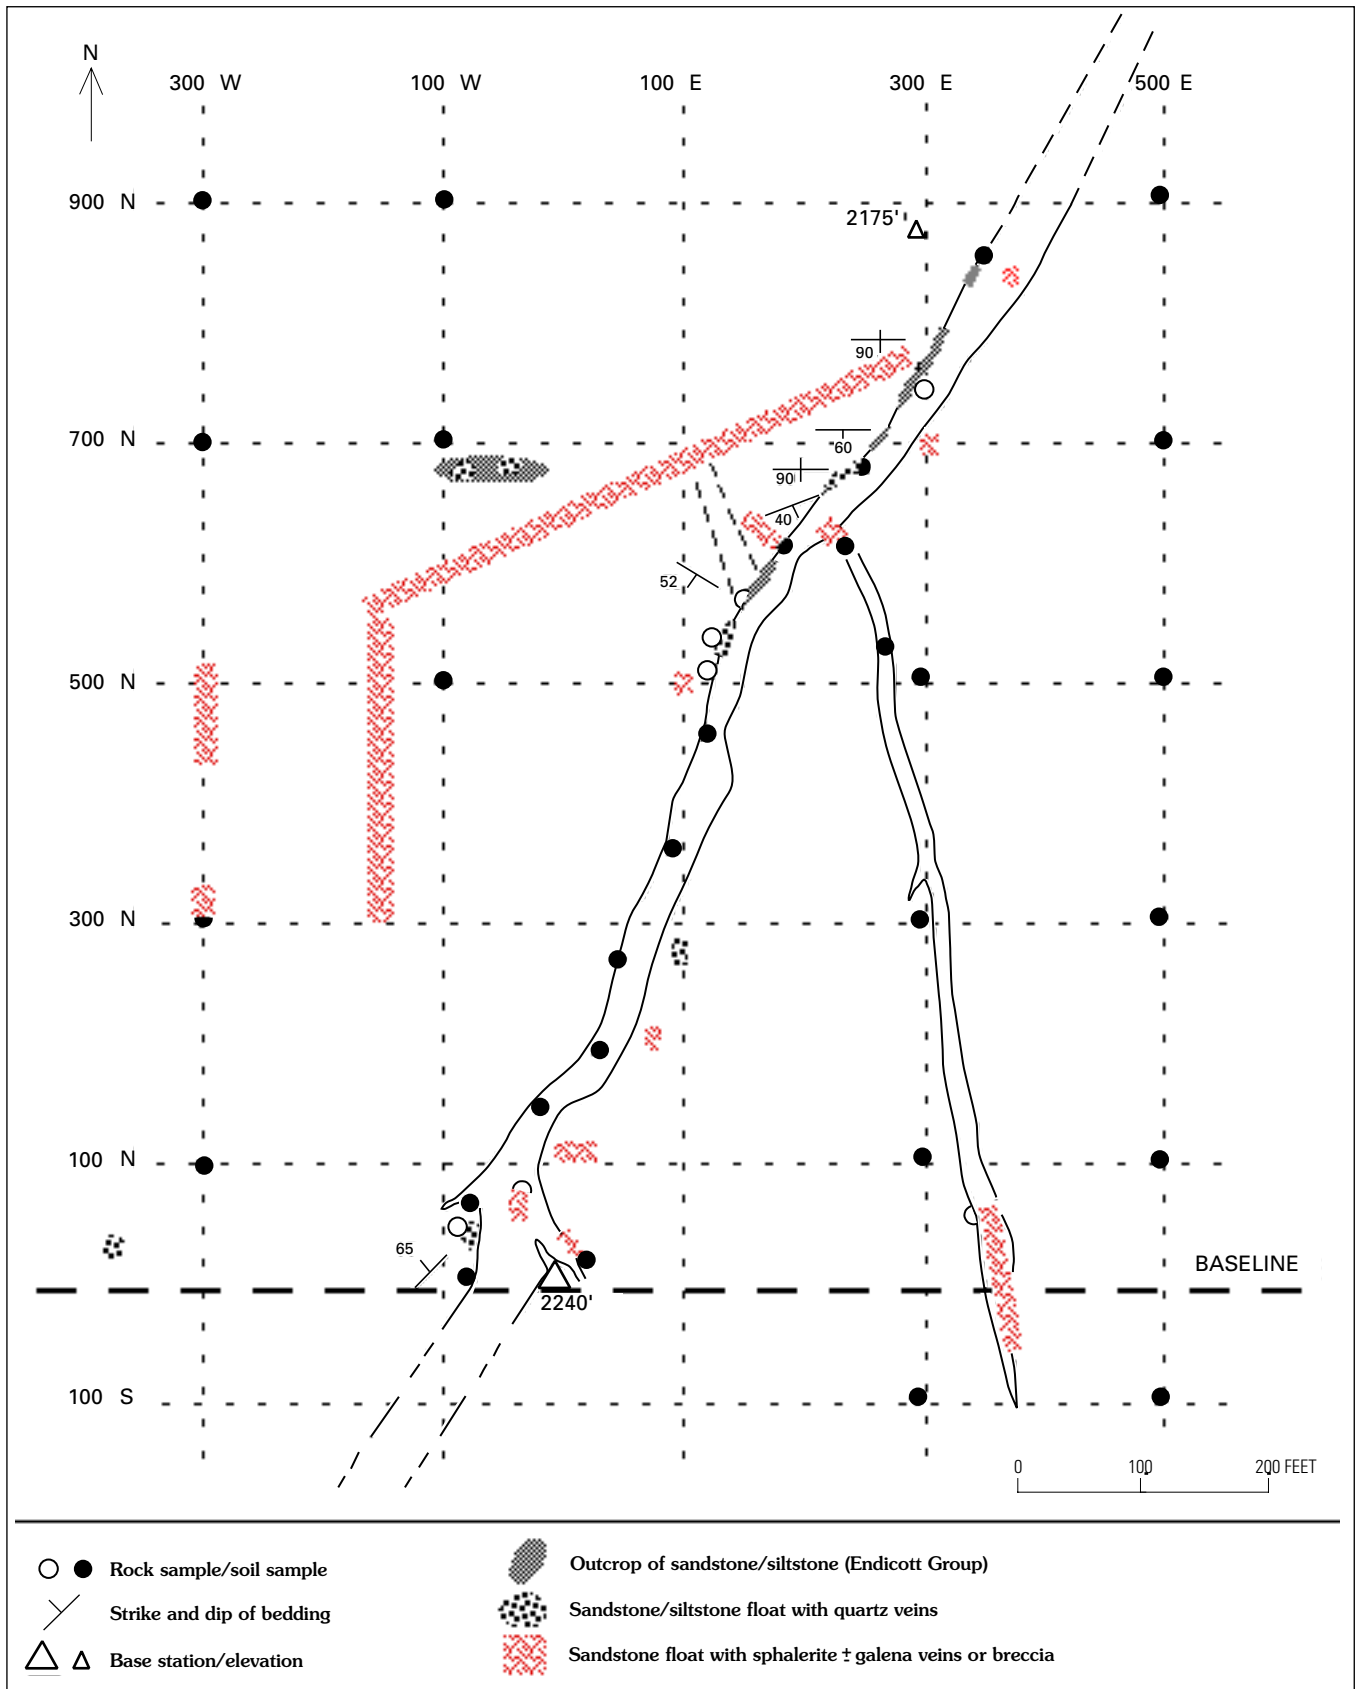 N
300 W
100 W
100 E
300 E
500 E
900 N
2175'
90
700 N
60
90
40
52
500 N
300 N
100 N
65
BASELINE
2240'
100 S
0 100 200 FEET
Rock sample/soil sample
Strike and dip of bedding
Base station/elevation
Outcrop of sandstone/siltstone (Endicott Group)
Sandstone/siltstone float with quartz veins
Sandstone float with sphalerite ± galena veins or breccia